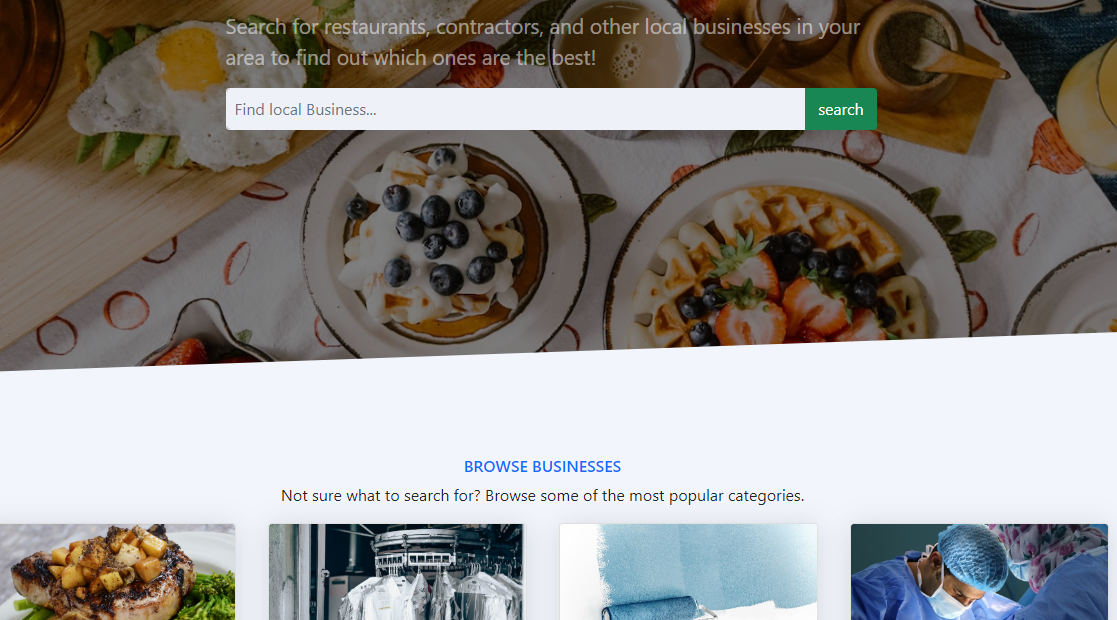 Search for restaurants, contractors, and other local businesses in your
area to find out which ones are the best!
Find local Business...
search
BROWSE BUSINESSES
Not sure what to search for? Browse some of the most popular categories.